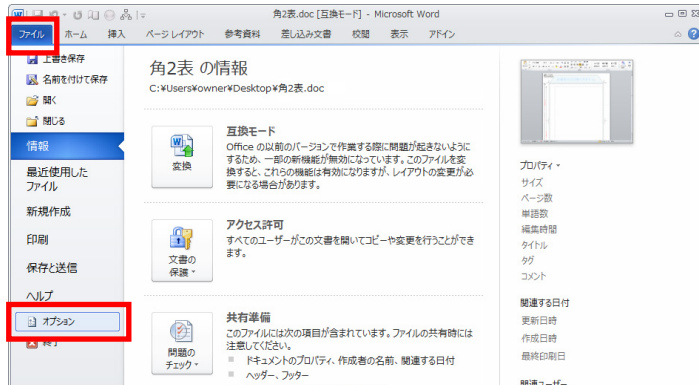 角2表.doc [互換モード] - Microsoft Word
ファイル ホーム 挿入 ページ レイアウト 参考資料 差し込み文書 校閲 表示 アドイン
上書き保存
名前を付けて保存
開く
閉じる
情報
最近使用した
ファイル
新規作成
印刷
保存と送信
ヘルプ
オプション
終了
角2表 の情報
C:¥Users¥owner¥Desktop¥角2表.doc
変換
互換モード
Office の以前のバージョンで作業する際に問題が起きないように
するため、一部の新機能が無効になっています。このファイルを変
換すると、これらの機能は有効になりますが、レイアウトの変更が必
要になる場合があります。
文書の
保護
アクセス許可
すべてのユーザーがこの文書を開いてコピーや変更を行うことができ
ます。
問題の
チェック
共有準備
このファイルには次の項目が含まれています。ファイルの共有時には
注意してください。
ドキュメントのプロパティ、作成者の名前、関連する日付
ヘッダー、フッター
プロパティ
サイズ
ページ数
単語数
編集時間
タイトル
タグ
コメント
関連する日付
更新日時
作成日時
最終印刷日
関連ユーザー